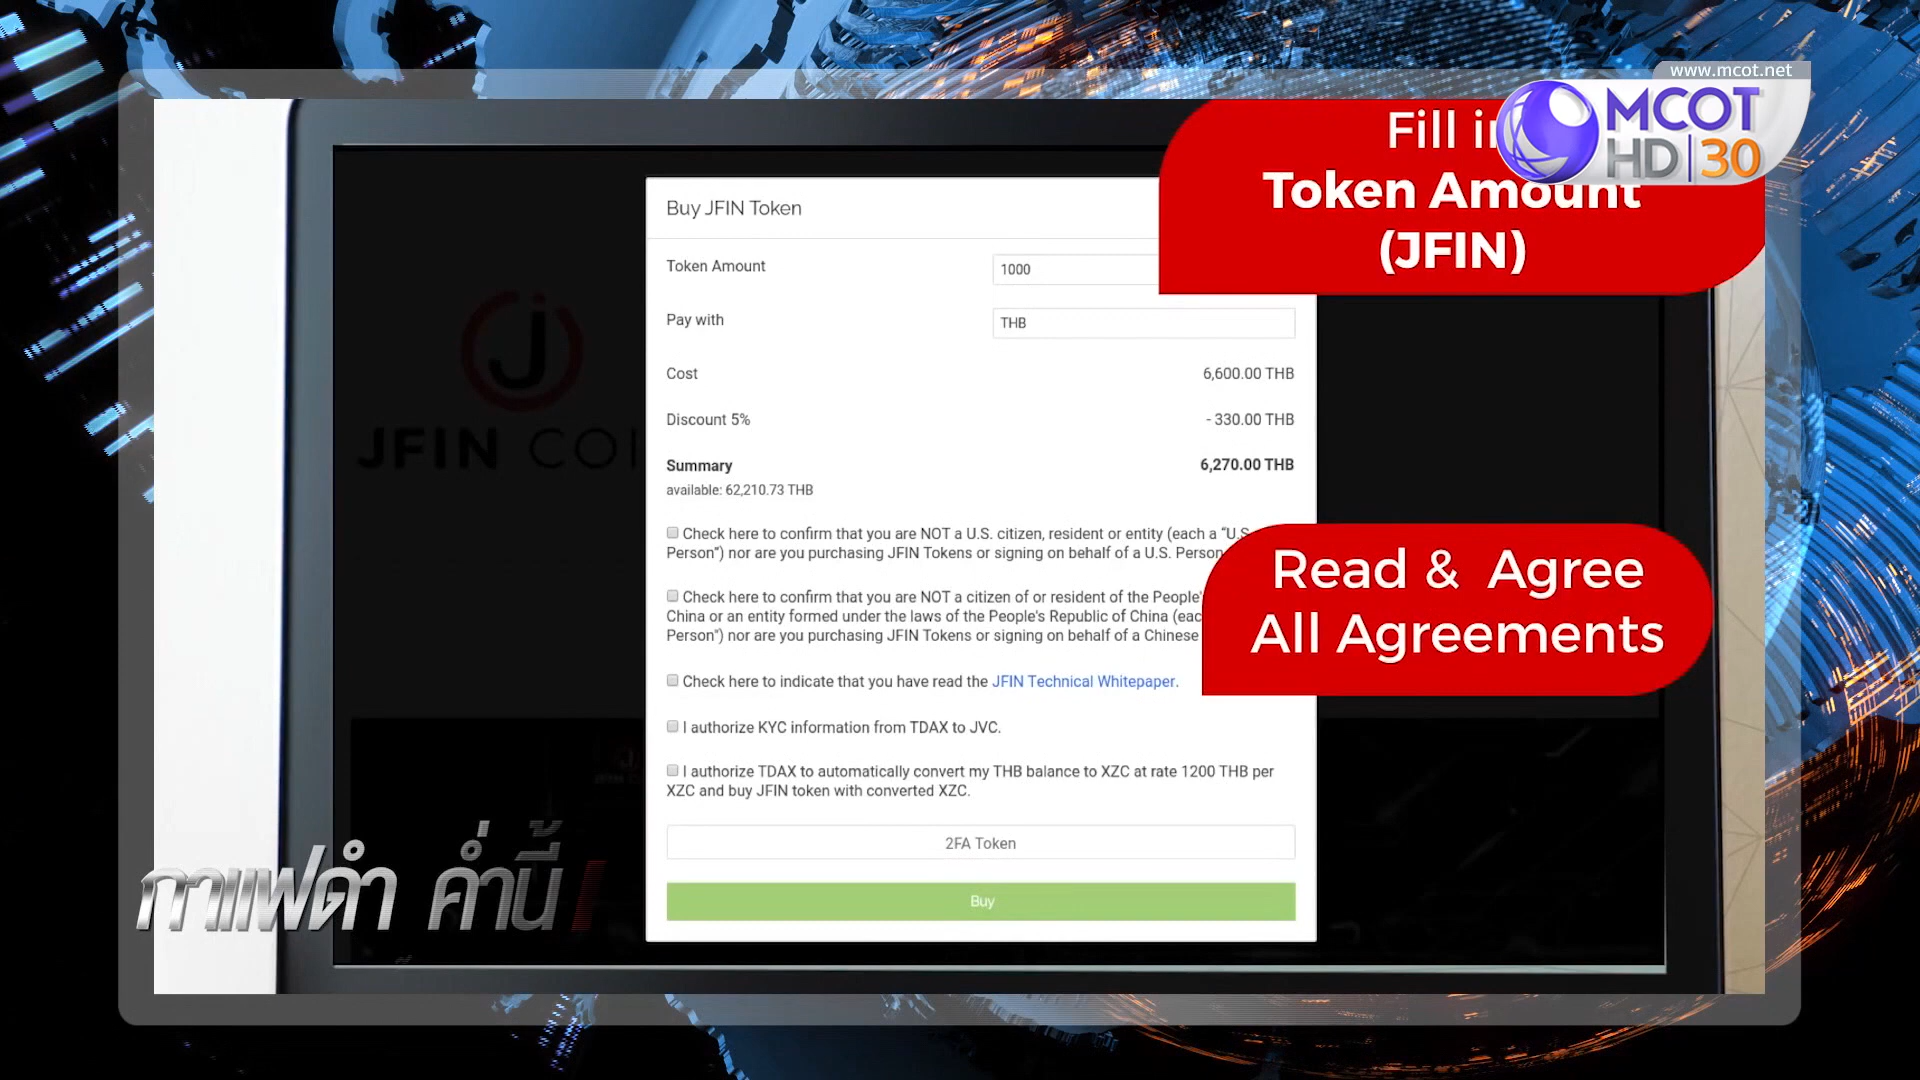 www.mcot.net
MCOT
HD 30
Fill in
Token Amount
(JFIN)
Buy JFIN Token
Token Amount
1000
Pay with
THB
Cost
6,600.00 THB
Discount 5%
- 330.00 THB
Summary
6,270.00 THB
available: 62,210.73 THB
Check here to confirm that you are NOT a U.S. citizen, resident or entity (each a “U.S.
Person”) nor are you purchasing JFIN Tokens or signing on behalf of a U.S. Person
Check here to confirm that you are NOT a citizen of or resident of the People'
China or an entity formed under the laws of the People's Republic of China (eac
Person") nor are you purchasing JFIN Tokens or signing on behalf of a Chinese
Check here to indicate that you have read the JFIN Technical Whitepaper.
I authorize KYC information from TDAX to JVC.
I authorize TDAX to automatically convert my THB balance to XZC at rate 1200 THB per
XZC and buy JFIN token with converted XZC.
2FA Token
Buy
Read & Agree
All Agreements
JFIN COI
กาแฟดำ ค่ำนี้